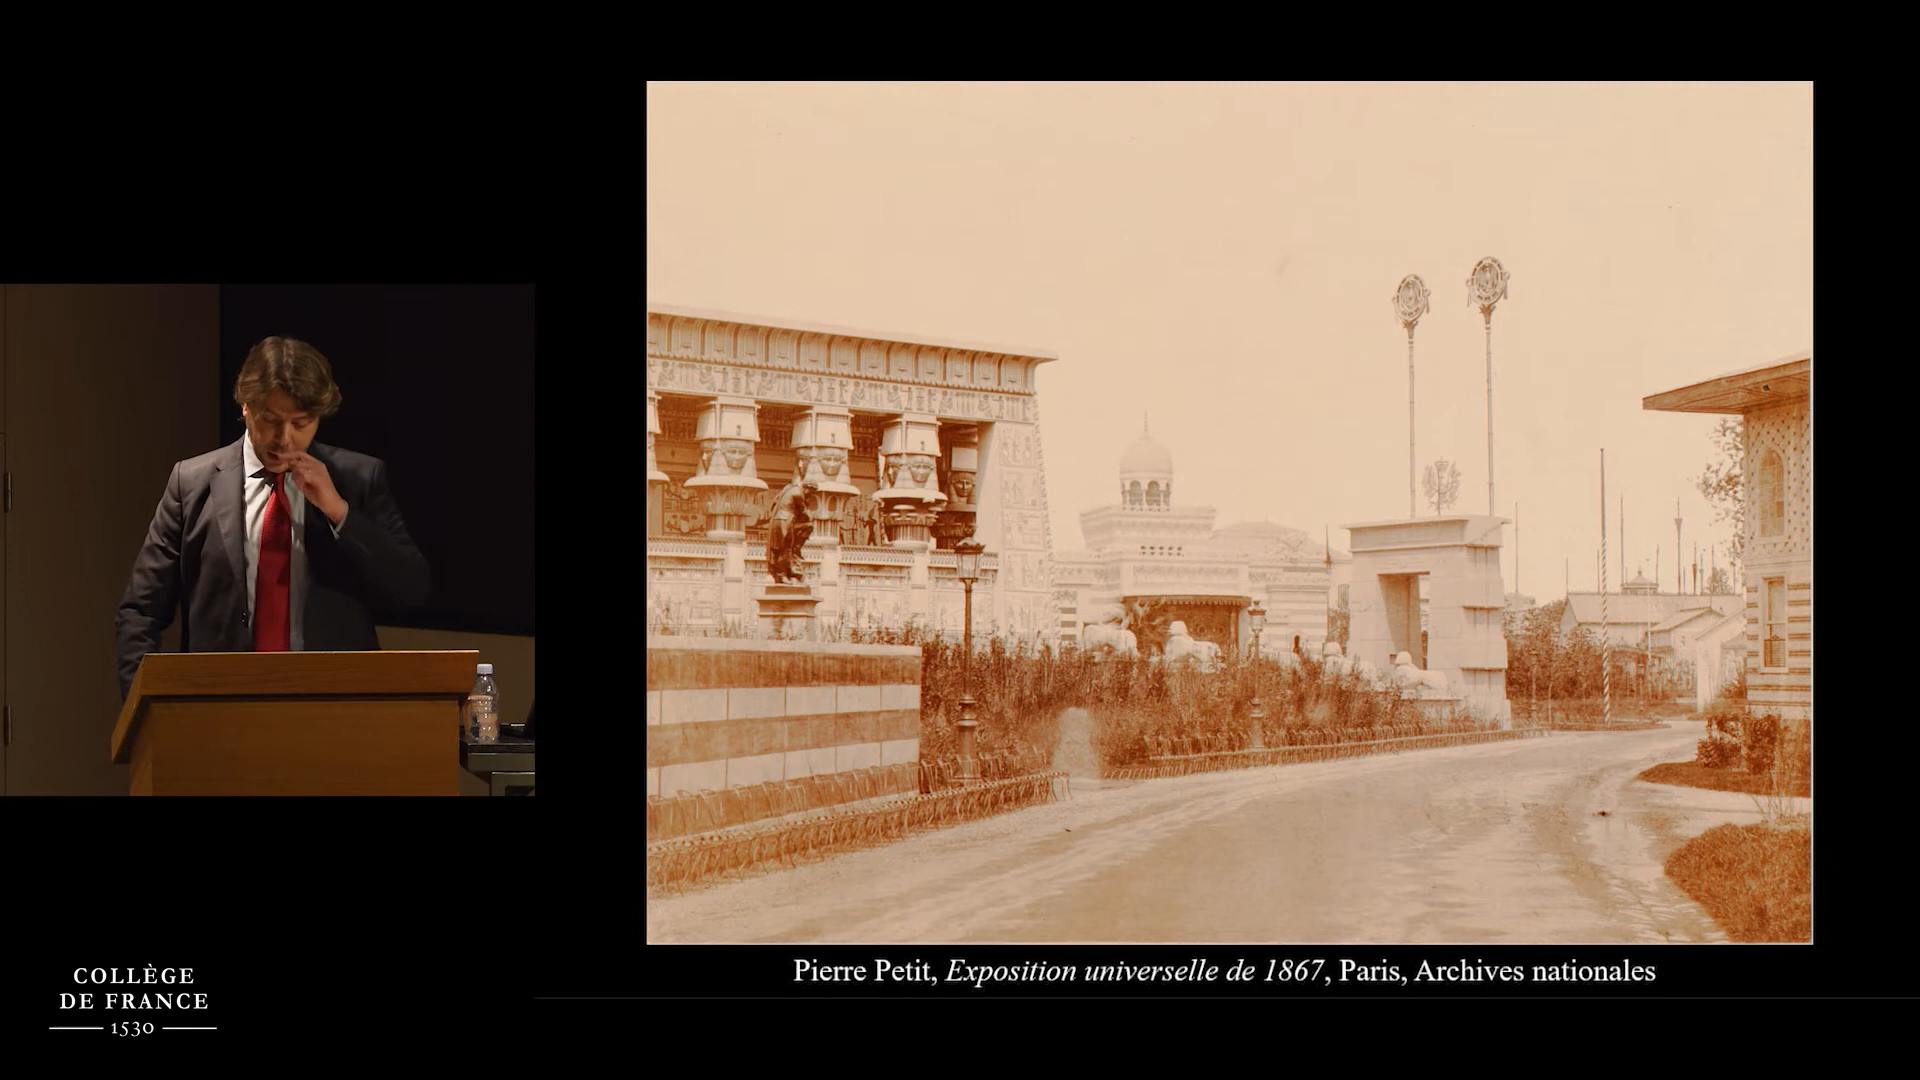 Pierre Petit, Exposition universelle de 1867, Paris, Archives nationales
COLLÈGE
DE FRANCE
1530